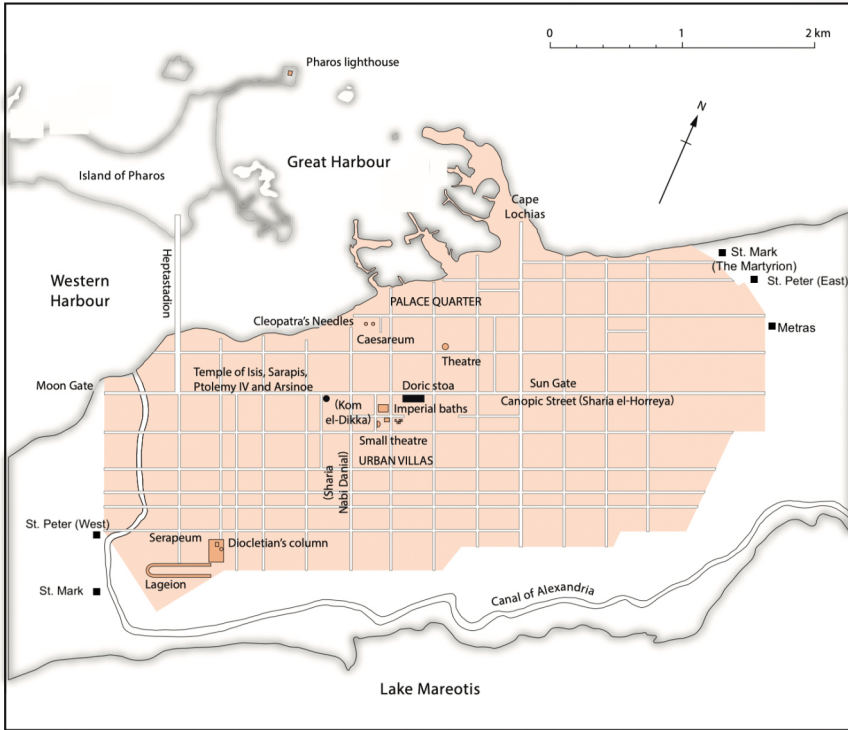 Pharos lighthouse
0
1
2 km
N
Great Harbour
Island of Pharos
Cape
Lochias
St. Mark
(The Martyrion)
St. Peter (East)
Western
Harbour
Heptastadion
PALACE QUARTER
Cleopatra's Needles
Caesareum
Metras
Theatre
Temple of Isis, Sarapis,
Ptolemy IV and Arsinoe
Moon Gate
Doric stoa
Sun Gate
(Kom
el-Dikka)
Imperial baths
Canopic Street (Sharia el-Horreya)
Small theatre
URBAN VILLAS
(Sharia
Nabi Danial)
St. Peter (West)
Serapeum
Diocletian's column
Lageion
St. Mark
Canal of Alexandria
Lake Mareotis